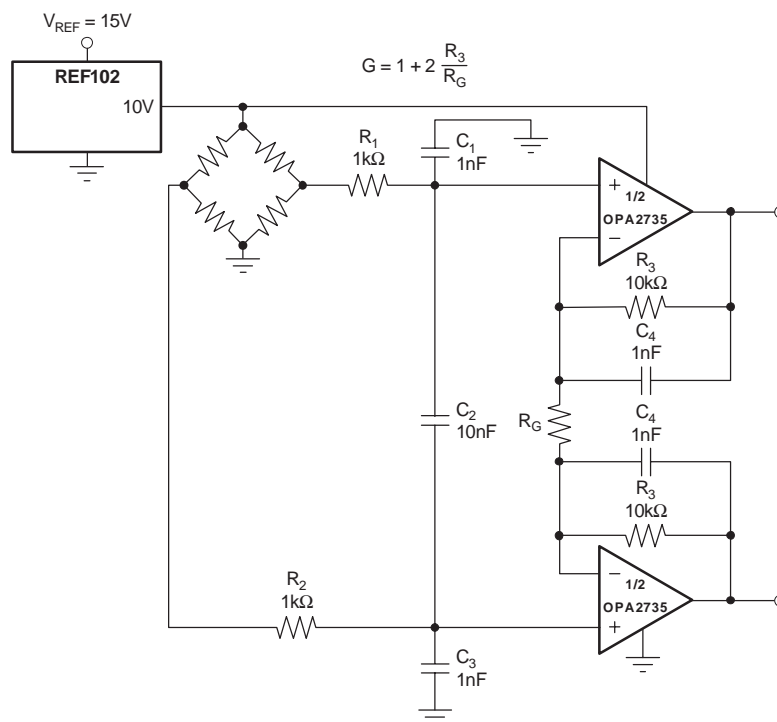 V_REF = 15V
REF102
10V
G = 1 + 2 R_3 / R_G
R_1
1kΩ
C_1
1nF
+
1/2
OPA2735
−
R_3
10kΩ
C_4
1nF
R_G
C_2
10nF
C_4
1nF
R_3
10kΩ
R_2
1kΩ
−
1/2
OPA2735
+
C_3
1nF